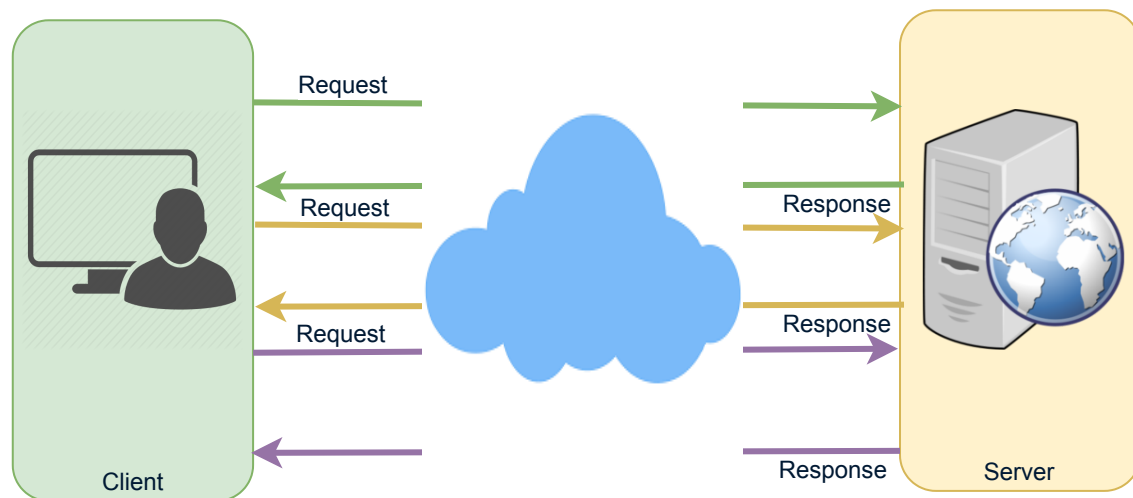 Request
Request
Response
Request
Response
Response
Client
Server